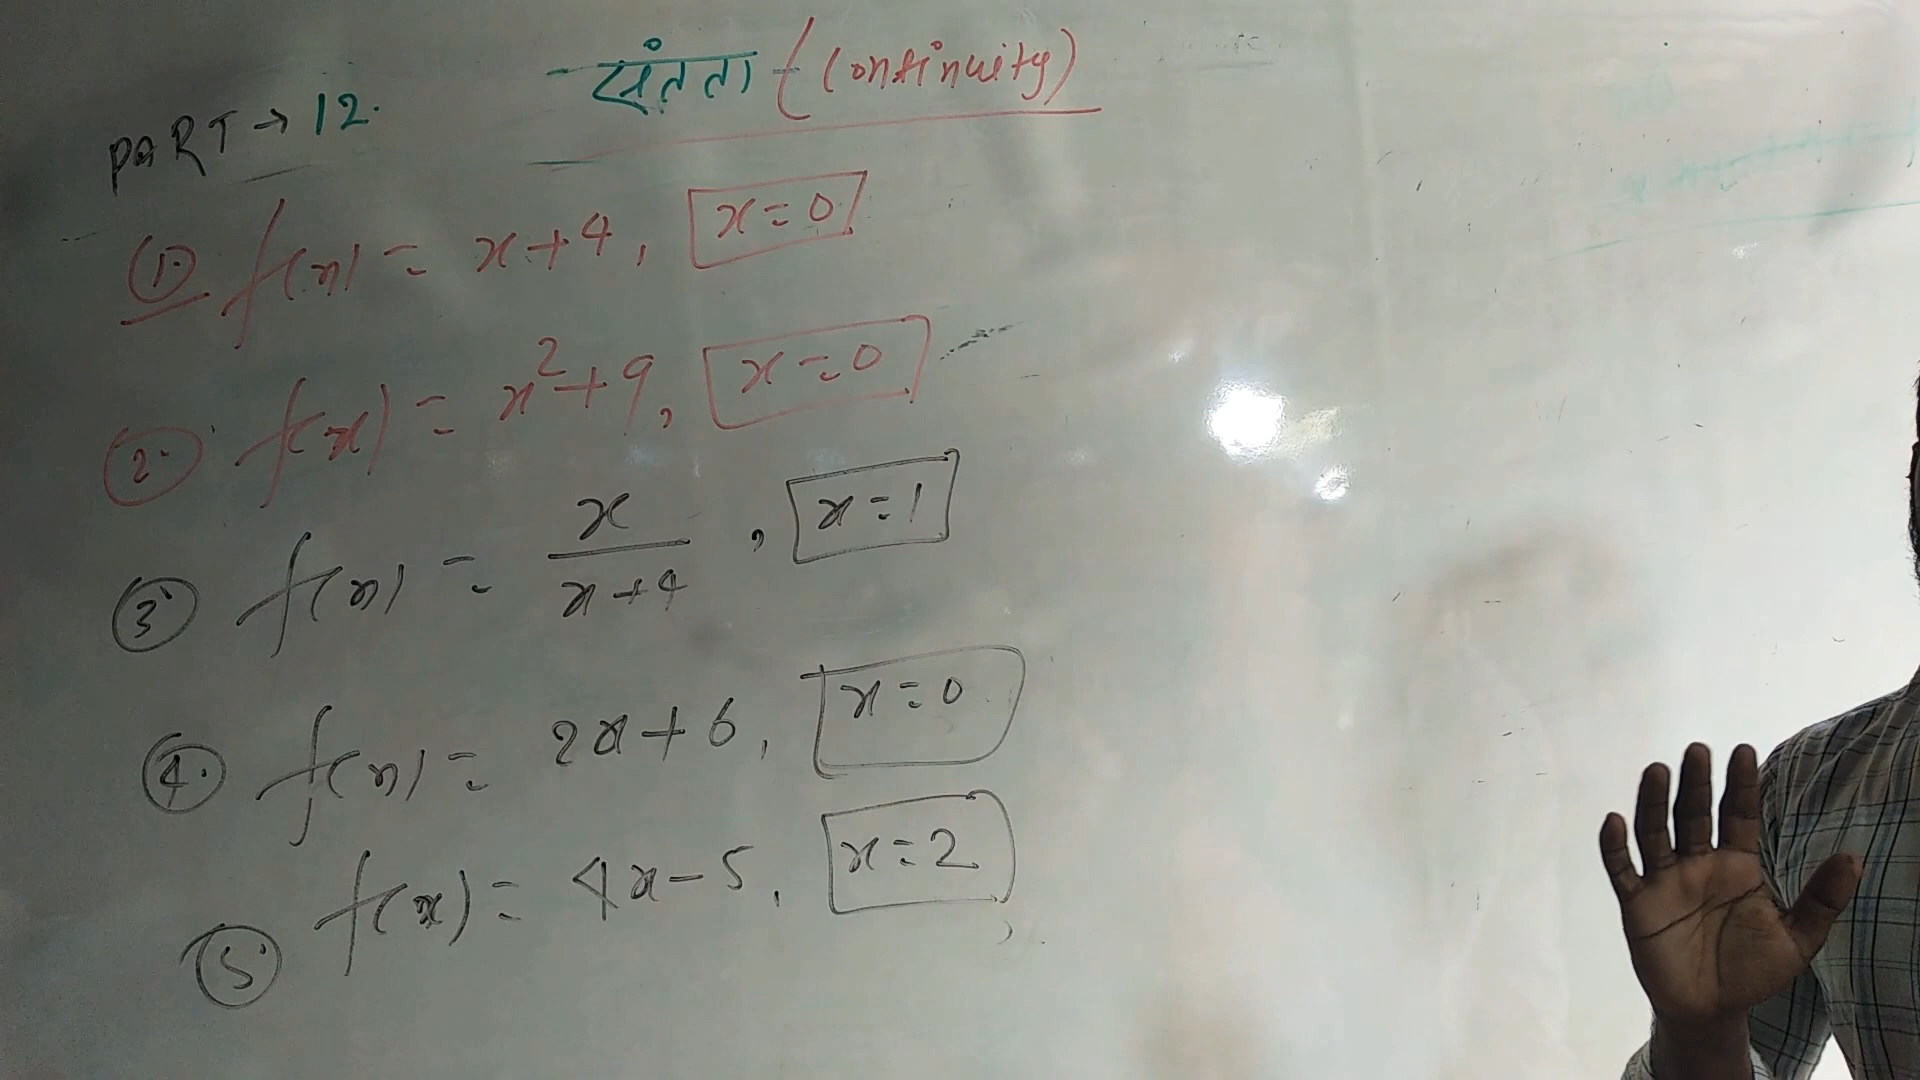 संतता (Continuity)
PART → 12.
① f(x) = x+4, x=0
② f(x) = x²+9, x=0
③ f(x) = x/(x+4), x=1
④ f(x) = 2x+6, x=0
⑤ f(x) = 4x-5, x=2